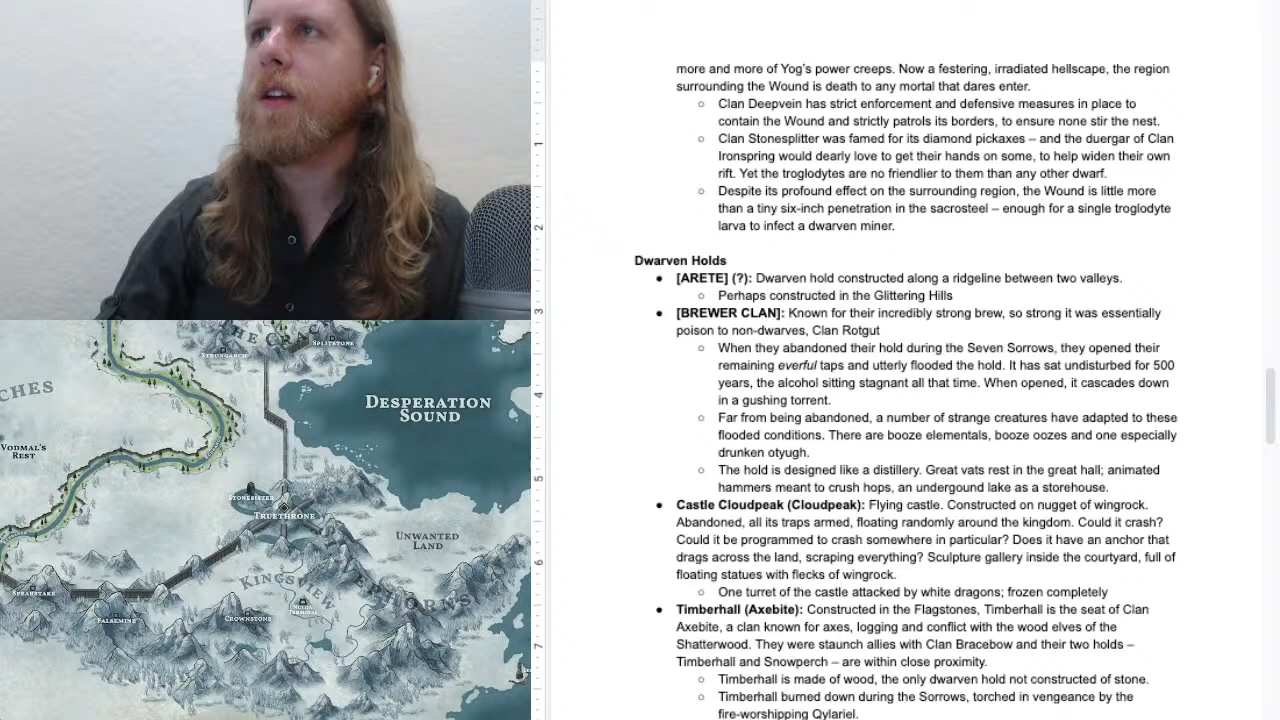 more and more of Yog's power creeps. Now a festering, irradiated hellscape, the region
surrounding the Wound is death to any mortal that dares enter.
○ Clan Deepvein has strict enforcement and defensive measures in place to
contain the Wound and strictly patrols its borders, to ensure none stir the nest.
○ Clan Stonesplitter was famed for its diamond pickaxes – and the duergar of Clan
Ironspring would dearly love to get their hands on some, to help widen their own
rift. Yet the troglodytes are no friendlier to them than any other dwarf.
○ Despite its profound effect on the surrounding region, the Wound is little more
than a tiny six-inch penetration in the sacrosteel – enough for a single troglodyte
larva to infect a dwarven miner.
Dwarven Holds
● [ARETE] (?): Dwarven hold constructed along a ridgeline between two valleys.
○ Perhaps constructed in the Glittering Hills
● [BREWER CLAN]: Known for their incredibly strong brew, so strong it was essentially
poison to non-dwarves, Clan Rotgut
○ When they abandoned their hold during the Seven Sorrows, they opened their
remaining everful taps and utterly flooded the hold. It has sat undisturbed for 500
years, the alcohol sitting stagnant all that time. When opened, it cascades down
in a gushing torrent.
○ Far from being abandoned, a number of strange creatures have adapted to these
flooded conditions. There are booze elementals, booze oozes and one especially
drunken otyugh.
○ The hold is designed like a distillery. Great vats rest in the great hall; animated
hammers meant to crush hops, an undergound lake as a storehouse.
● Castle Cloudpeak (Cloudpeak): Flying castle. Constructed on nugget of wingrock.
Abandoned, all its traps armed, floating randomly around the kingdom. Could it crash?
Could it be programmed to crash somewhere in particular? Does it have an anchor that
drags across the land, scraping everything? Sculpture gallery inside the courtyard, full of
floating statues with flecks of wingrock.
○ One turret of the castle attacked by white dragons; frozen completely
● Timberhall (Axebite): Constructed in the Flagstones, Timberhall is the seat of Clan
Axebite, a clan known for axes, logging and conflict with the wood elves of the
Shatterwood. They were staunch allies with Clan Bracebow and their two holds –
Timberhall and Snowperch – are within close proximity.
○ Timberhall is made of wood, the only dwarven hold not constructed of stone.
○ Timberhall burned down during the Sorrows, torched in vengeance by the
fire-worshipping Qylariel.
1
2
3
4
5
6
7
STRONGARCH
SPLITSTONE
CHES
DESPERATION
SOUND
VODMAL'S
REST
STONESISTER
TRUETHRONE
UNWANTED
LAND
SPEARSTAKE
FALSEMINE
CROWNSTONE